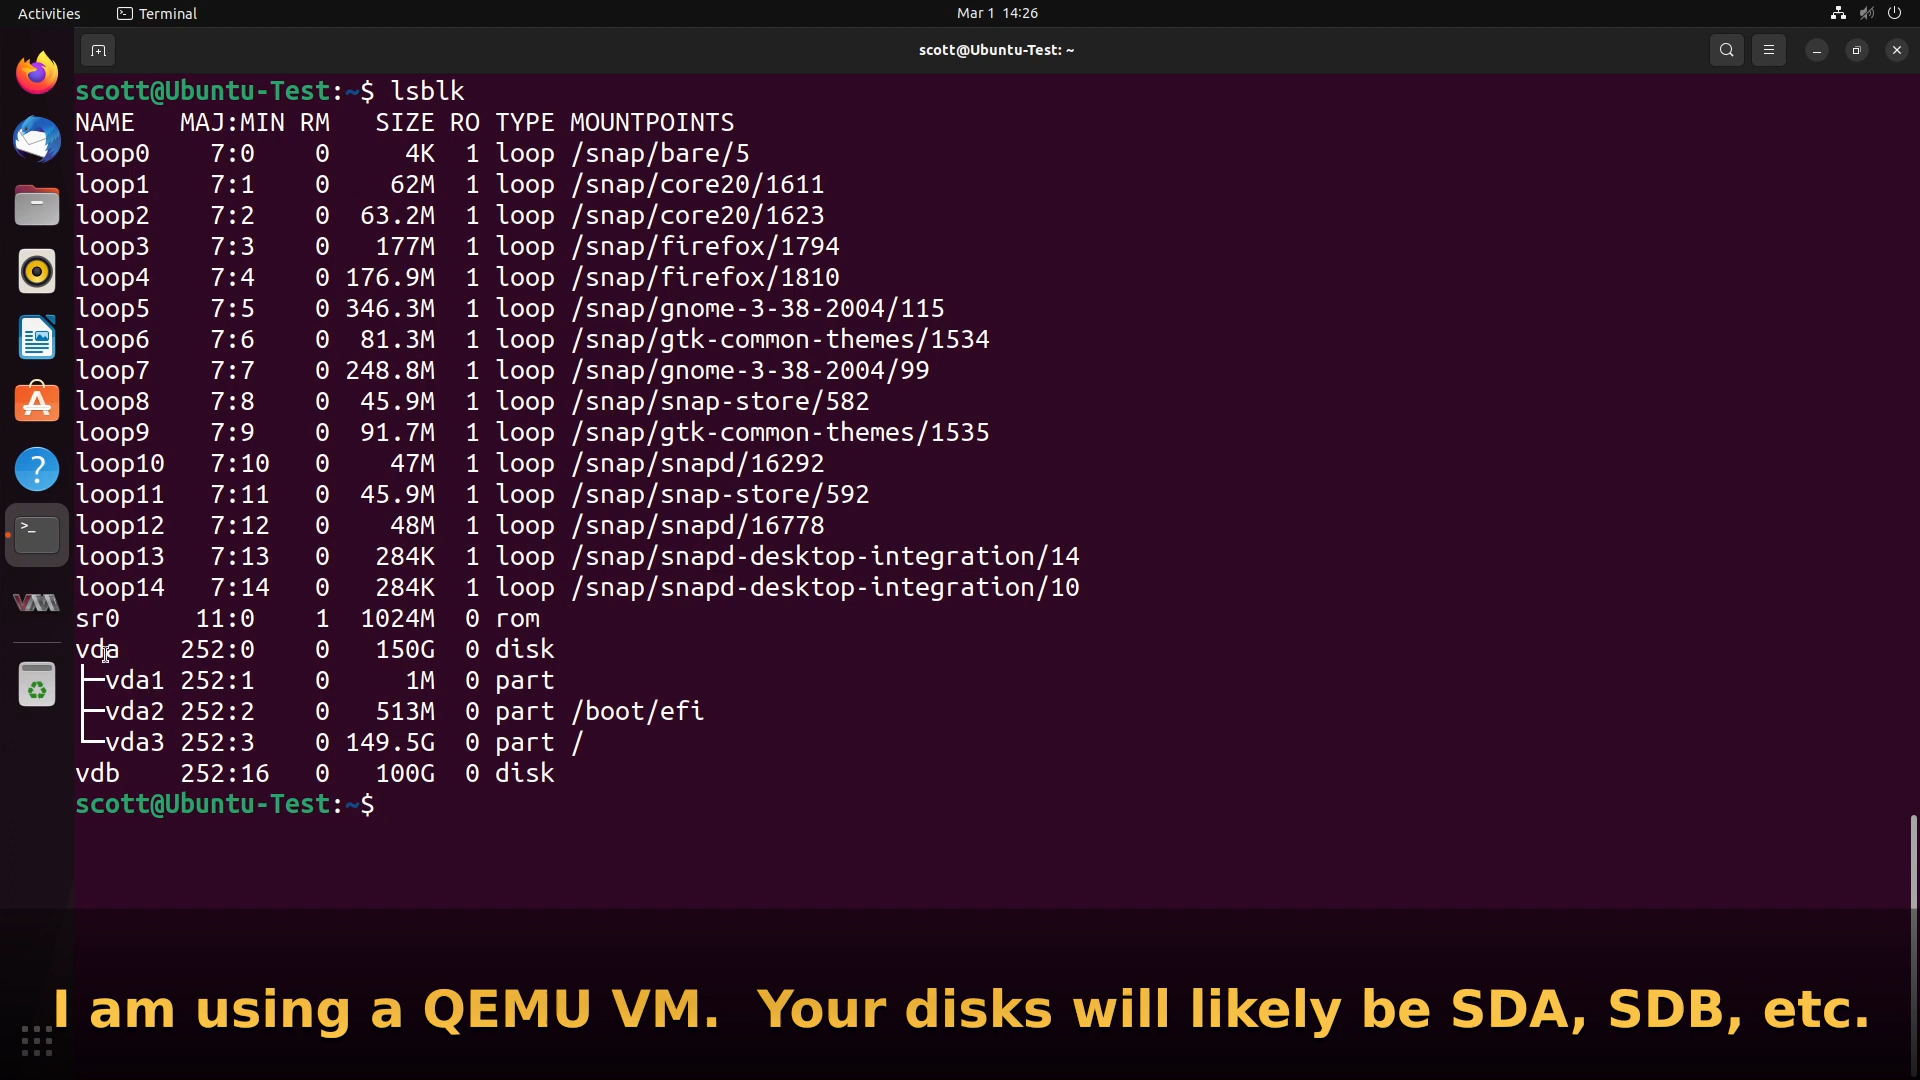 Activities Terminal Mar 1 14:26
scott@Ubuntu-Test: ~
scott@Ubuntu-Test:~$ lsblk
NAME   MAJ:MIN RM   SIZE RO TYPE MOUNTPOINTS
loop0    7:0    0     4K  1 loop /snap/bare/5
loop1    7:1    0    62M  1 loop /snap/core20/1611
loop2    7:2    0  63.2M  1 loop /snap/core20/1623
loop3    7:3    0   177M  1 loop /snap/firefox/1794
loop4    7:4    0 176.9M  1 loop /snap/firefox/1810
loop5    7:5    0 346.3M  1 loop /snap/gnome-3-38-2004/115
loop6    7:6    0  81.3M  1 loop /snap/gtk-common-themes/1534
loop7    7:7    0 248.8M  1 loop /snap/gnome-3-38-2004/99
loop8    7:8    0  45.9M  1 loop /snap/snap-store/582
loop9    7:9    0  91.7M  1 loop /snap/gtk-common-themes/1535
loop10   7:10   0    47M  1 loop /snap/snapd/16292
loop11   7:11   0  45.9M  1 loop /snap/snap-store/592
loop12   7:12   0    48M  1 loop /snap/snapd/16778
loop13   7:13   0   284K  1 loop /snap/snapd-desktop-integration/14
loop14   7:14   0   284K  1 loop /snap/snapd-desktop-integration/10
sr0     11:0    1  1024M  0 rom
vda    252:0    0   150G  0 disk
├─vda1 252:1    0     1M  0 part
├─vda2 252:2    0   513M  0 part /boot/efi
└─vda3 252:3    0 149.5G  0 part /
vdb    252:16   0   100G  0 disk
scott@Ubuntu-Test:~$
I am using a QEMU VM.  Your disks will likely be SDA, SDB, etc.